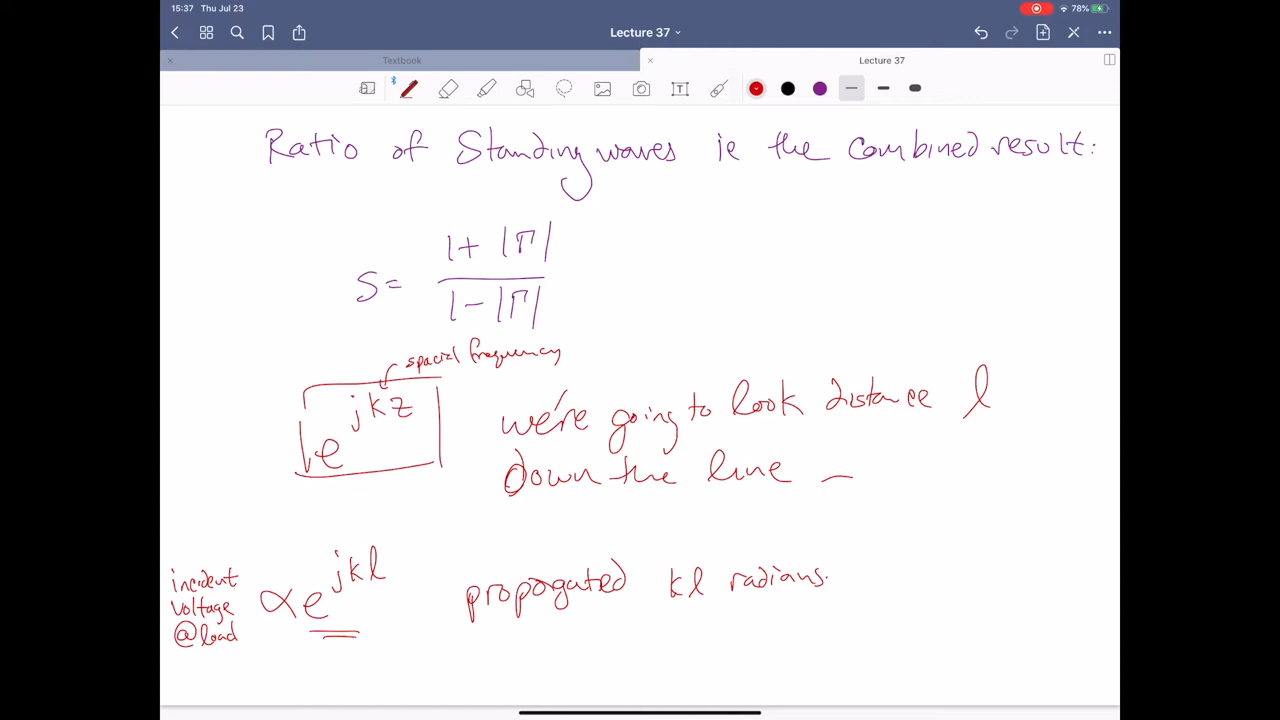 15:37 Thu Jul 23
78%
Lecture 37
Textbook
Lecture 37
Ratio of Standing waves ie the combined result:
S = 1 + |Γ| / 1 - |Γ|
spacial frequency
e^{jkz}
we're going to look distance l
down the line —
incident
voltage
@load
∝ e^{jkl} propogated kl radians.